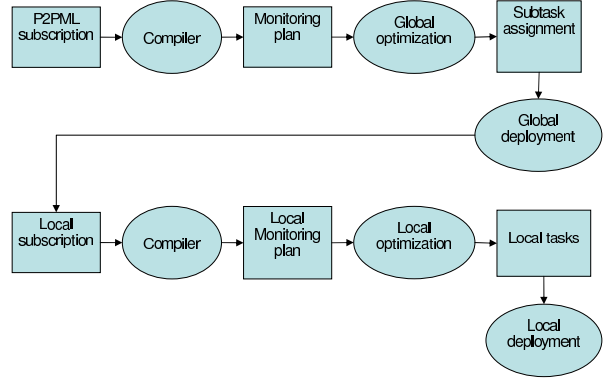 P2PML
subscription
Compiler
Monitoring
plan
Global
optimization
Subtask
assignment
Global
deployment
Local
subscription
Compiler
Local
Monitoring
plan
Local
optimization
Local tasks
Local
deployment